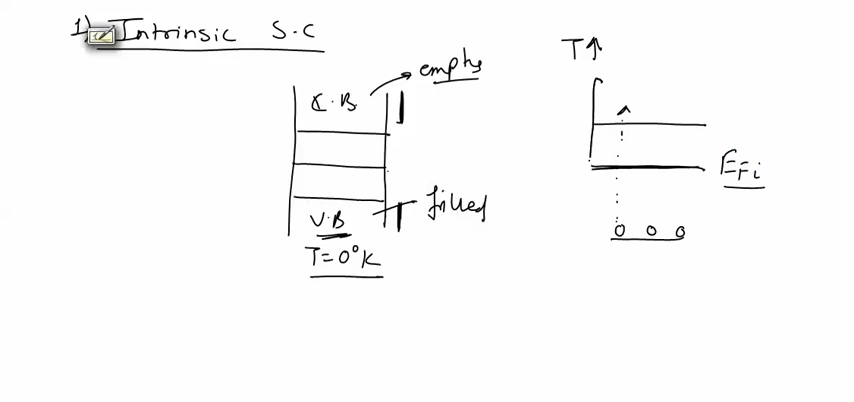 1) Intrinsic S.C
T↑
empty
C.B
EFi
filled
V.B
T=0°K